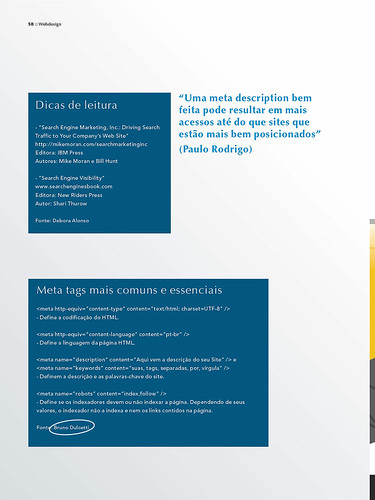 58 :: Webdesign
Dicas de leitura
- "Search Engine Marketing, Inc.: Driving Search
Traffic to Your Company's Web Site"
http://mikemoran.com/searchmarketinginc
Editora: IBM Press
Autores: Mike Moran e Bill Hunt
- "Search Engine Visibility"
www.searchenginesbook.com
Editora: New Riders Press
Autor: Shari Thurow
Fonte: Debora Alonso
“Uma meta description bem
feita pode resultar em mais
acessos até do que sites que
estão mais bem posicionados”
(Paulo Rodrigo)
Meta tags mais comuns e essenciais
<meta http-equiv="content-type" content="text/html; charset=UTF-8" />
- Define a codificação do HTML.
<meta http-equiv="content-language" content="pt-br" />
- Define a linguagem da página HTML.
<meta name="description" content="Aqui vem a descrição do seu Site" /> e
<meta name="keywords" content="suas, tags, separadas, por, vírgula" />
- Definem a descrição e as palavras-chave do site.
<meta name="robots" content="index,follow" />
- Define se os indexadores devem ou não indexar a página. Dependendo de seus
valores, o indexador não a indexa e nem os links contidos na página.
Fonte: Bruno Dulcetti